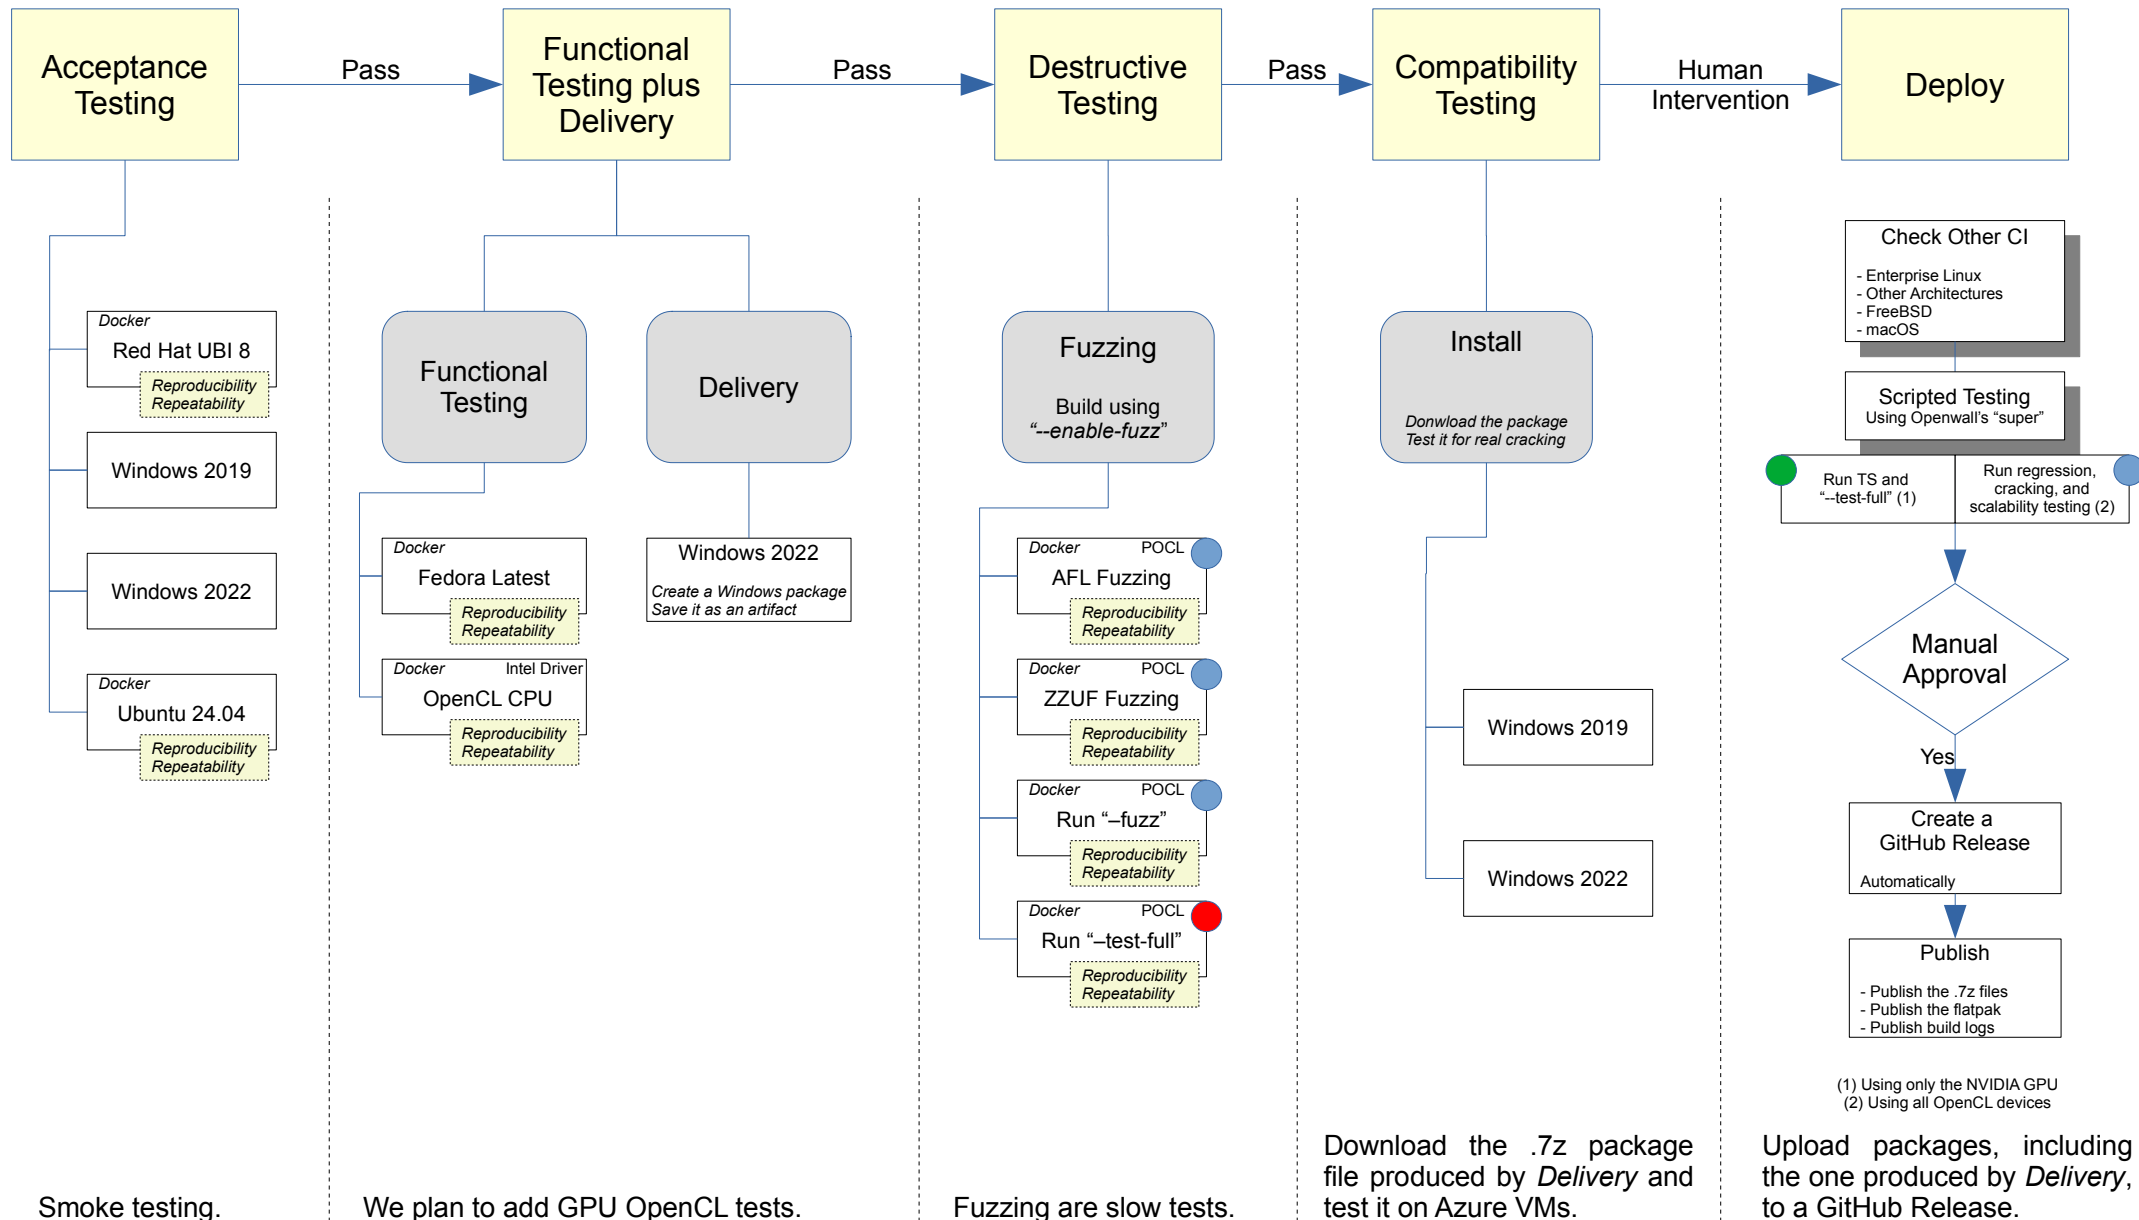 Acceptance
Testing
Pass
Functional
Testing plus
Delivery
Pass
Destructive
Testing
Pass
Compatibility
Testing
Human
Intervention
Deploy
Docker
Red Hat UBI 8
Reproducibility
Repeatability
Windows 2019
Windows 2022
Docker
Ubuntu 24.04
Reproducibility
Repeatability
Smoke testing.
Functional
Testing
Docker
Fedora Latest
Reproducibility
Repeatability
Docker Intel Driver
OpenCL CPU
Reproducibility
Repeatability
Delivery
Windows 2022
Create a Windows package
Save it as an artifact
We plan to add GPU OpenCL tests.
Fuzzing
Build using
“--enable-fuzz”
Docker POCL
AFL Fuzzing
Reproducibility
Repeatability
Docker POCL
ZZUF Fuzzing
Reproducibility
Repeatability
Docker POCL
Run “–fuzz”
Reproducibility
Repeatability
Docker POCL
Run “–test-full”
Reproducibility
Repeatability
Fuzzing are slow tests.
Install
Donwload the package
Test it for real cracking
Windows 2019
Windows 2022
Download the .7z package
file produced by Delivery and
test it on Azure VMs.
Check Other CI
- Enterprise Linux
- Other Architectures
- FreeBSD
- macOS
Scripted Testing
Using Openwall’s “super”
Run TS and
“--test-full” (1)
Run regression,
cracking, and
scalability testing (2)
Manual
Approval
Yes
Create a
GitHub Release
Automatically
Publish
- Publish the .7z files
- Publish the flatpak
- Publish build logs
(1) Using only the NVIDIA GPU
(2) Using all OpenCL devices
Upload packages, including
the one produced by Delivery,
to a GitHub Release.